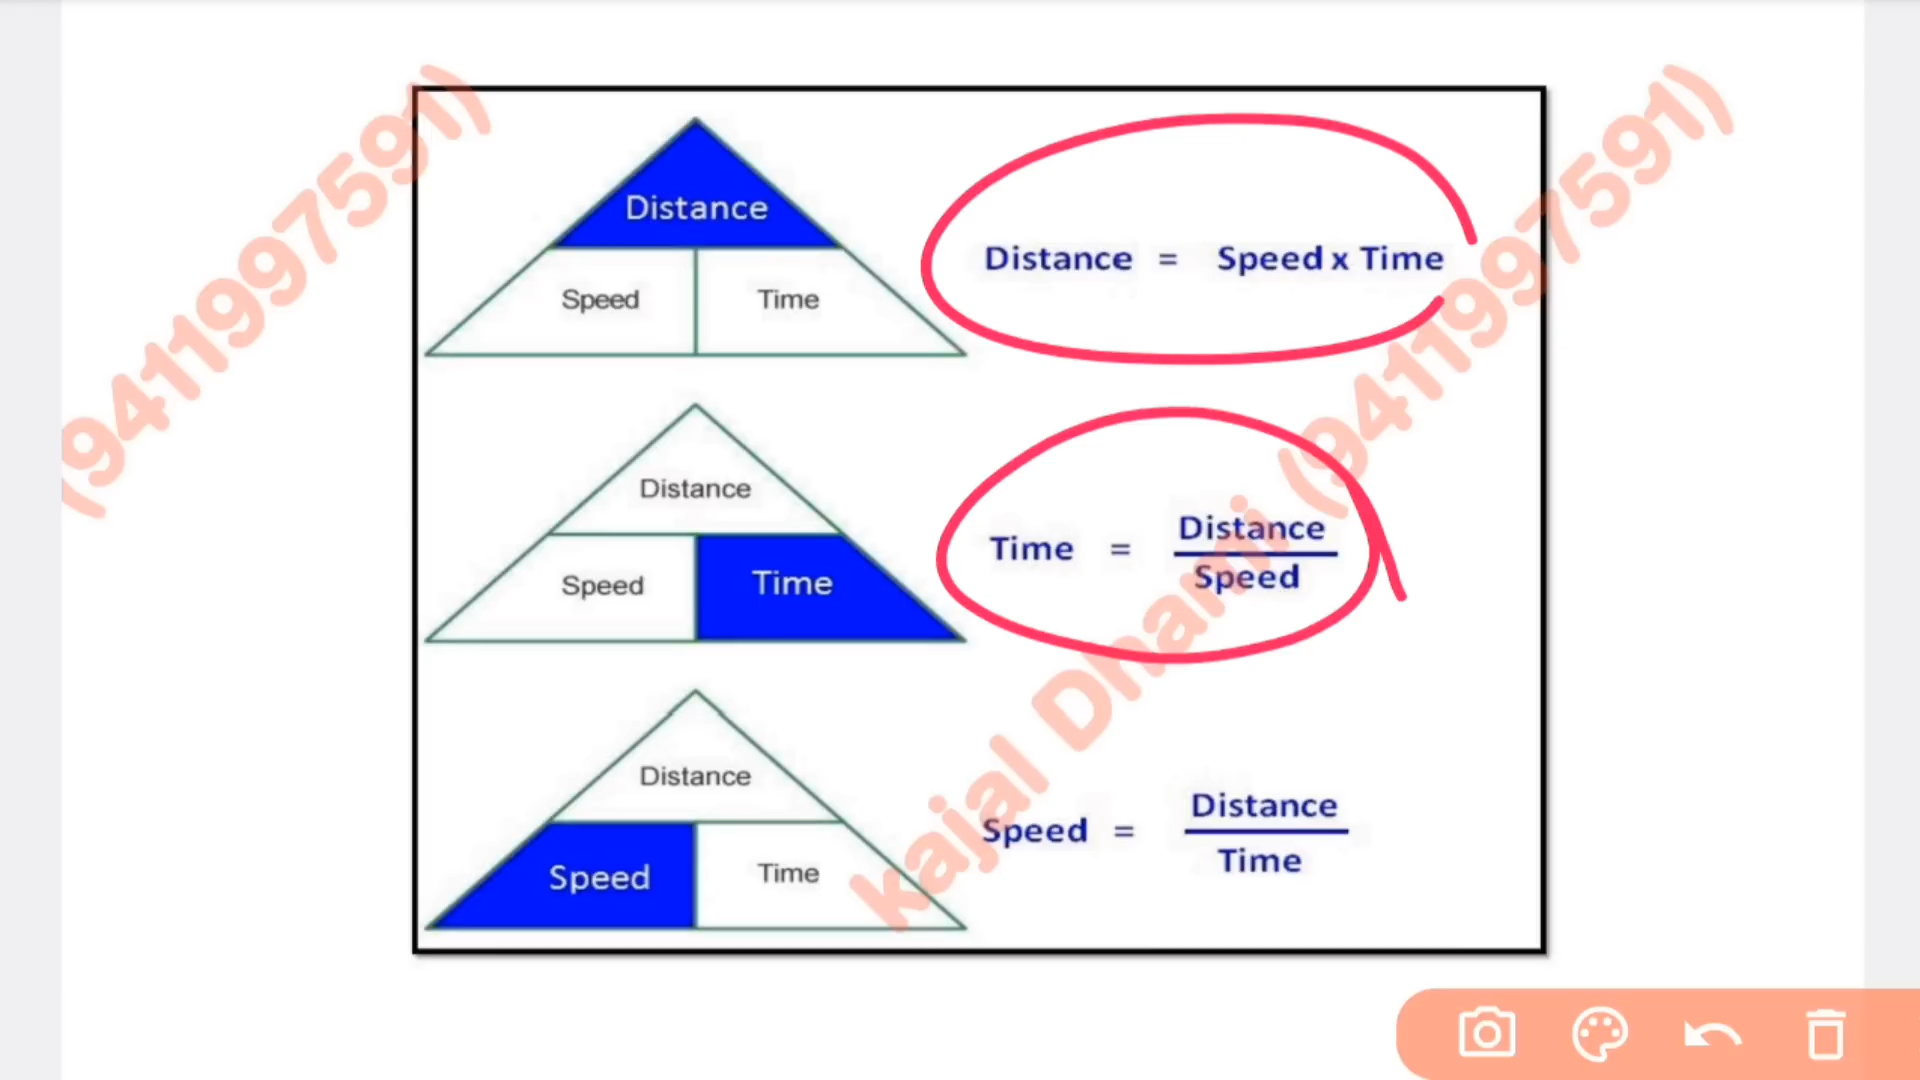 Distance
Speed Time
Distance = Speed x Time
Distance
Speed Time
Time = Distance
Speed
Distance
Speed Time
Speed = Distance
Time
(9411997591)
kajal Dhami (9411997591)